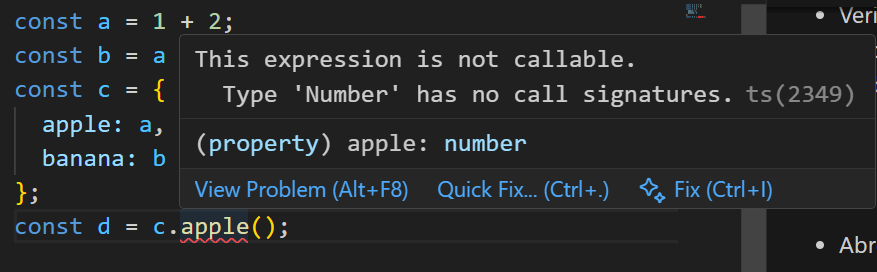 const a = 1 + 2;
const b = a
const c = {
apple: a,
banana: b
};
const d = c.apple();
This expression is not callable.
Type 'Number' has no call signatures. ts(2349)
(property) apple: number
View Problem (Alt+F8) Quick Fix... (Ctrl+.) Fix (Ctrl+I)
• Veri
• Abr